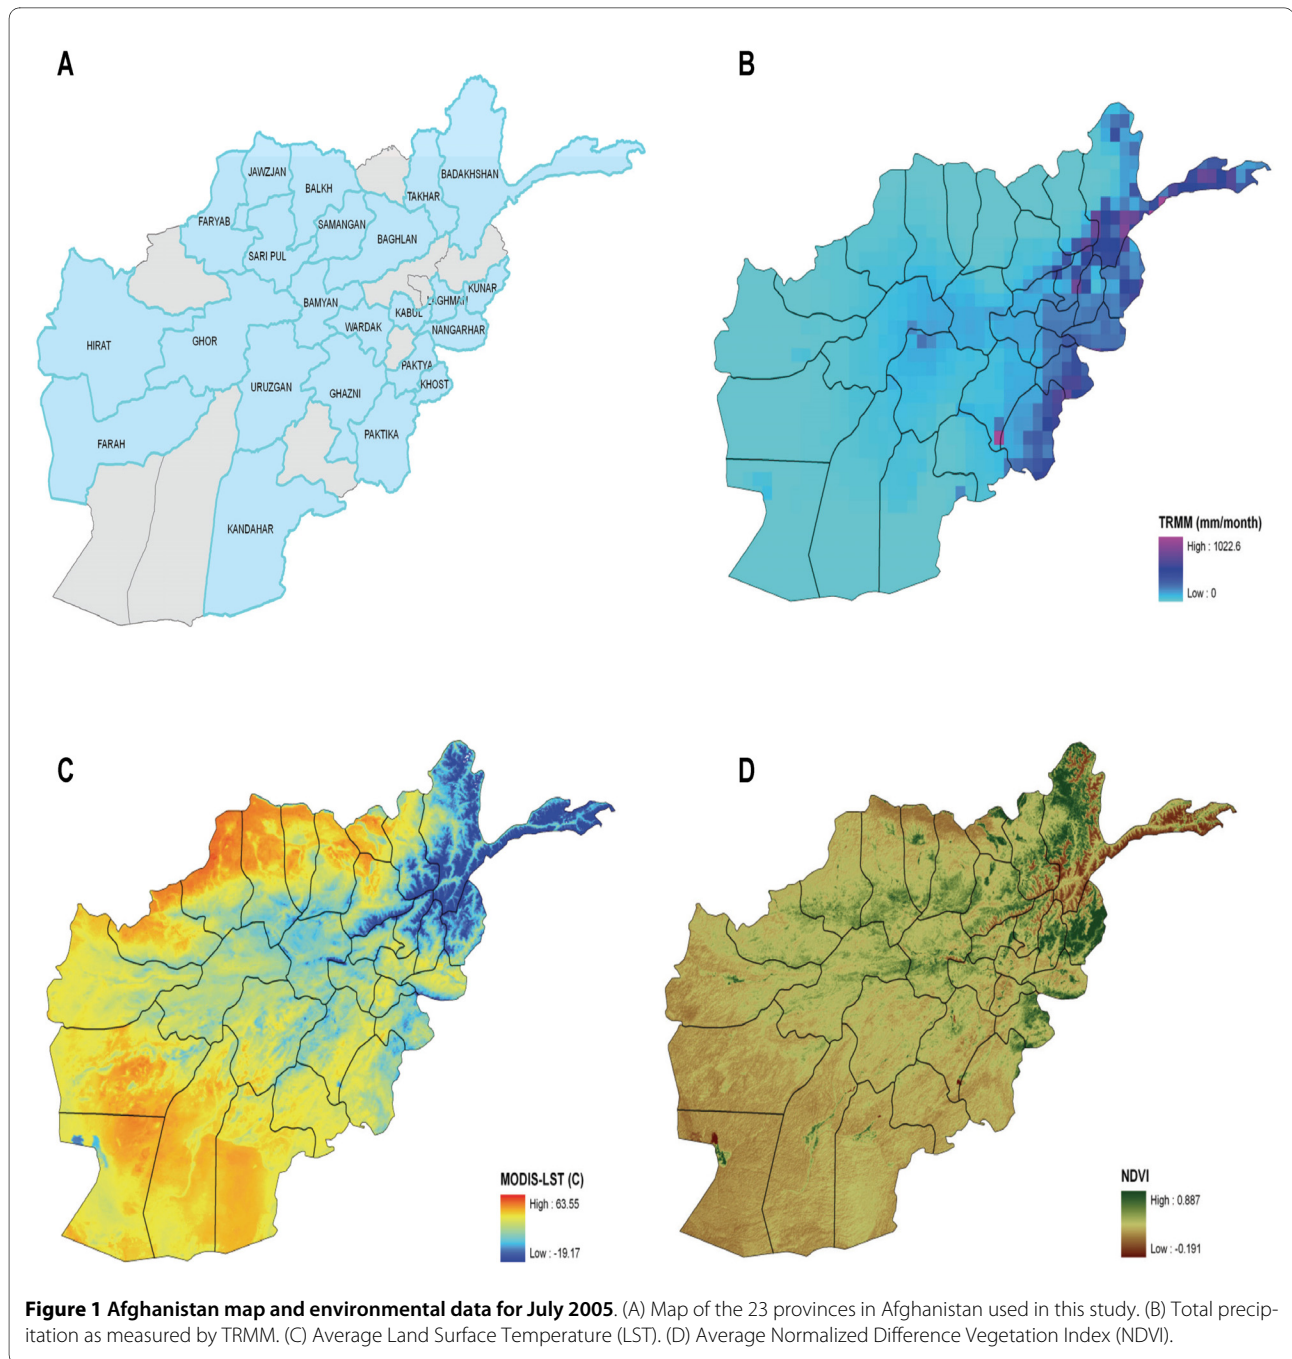 A
B
JAWZJAN
BALKH
BADAKHSHAN
TAKHAR
FARYAB
SAMANGAN
BAGHLAN
SARI PUL
KUNAR
BAMYAN
LAGHMAN
KABUL
WARDAK
NANGARHAR
HIRAT
GHOR
PAKTYA
KHOST
URUZGAN
GHAZNI
PAKTIKA
FARAH
KANDAHAR
TRMM (mm/month)
High : 1022.6
Low : 0
C
D
MODIS-LST (C)
High : 63.55
Low : -19.17
NDVI
High : 0.887
Low : -0.191
Figure 1 Afghanistan map and environmental data for July 2005. (A) Map of the 23 provinces in Afghanistan used in this study. (B) Total precip-
itation as measured by TRMM. (C) Average Land Surface Temperature (LST). (D) Average Normalized Difference Vegetation Index (NDVI).